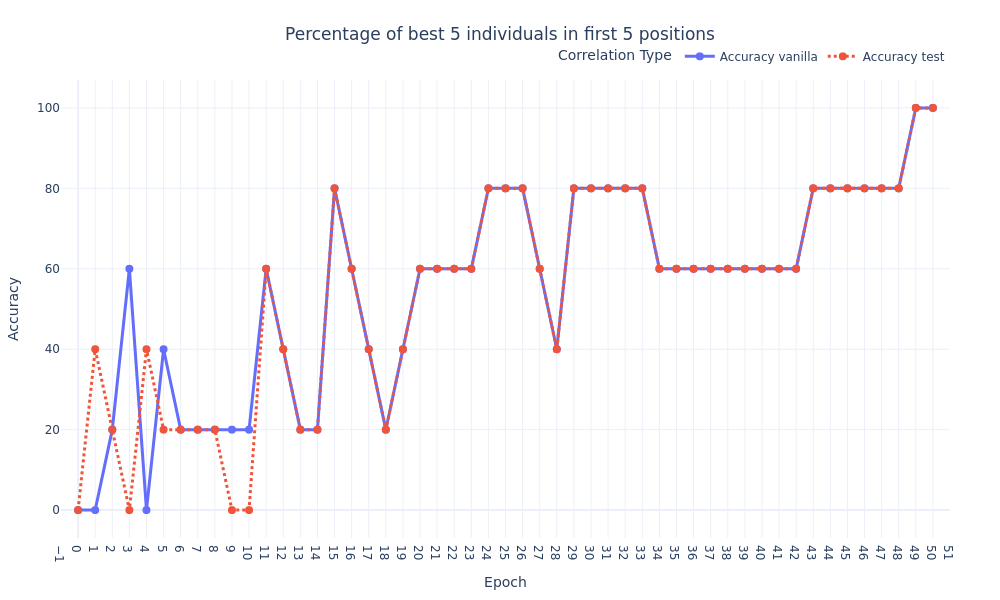 Percentage of best 5 individuals in first 5 positions
Correlation Type Accuracy vanilla Accuracy test
100
80
60
40
20
0
Accuracy
−1 0 1 2 3 4 5 6 7 8 9 10 11 12 13 14 15 16 17 18 19 20 21 22 23 24 25 26 27 28 29 30 31 32 33 34 35 36 37 38 39 40 41 42 43 44 45 46 47 48 49 50 51
Epoch